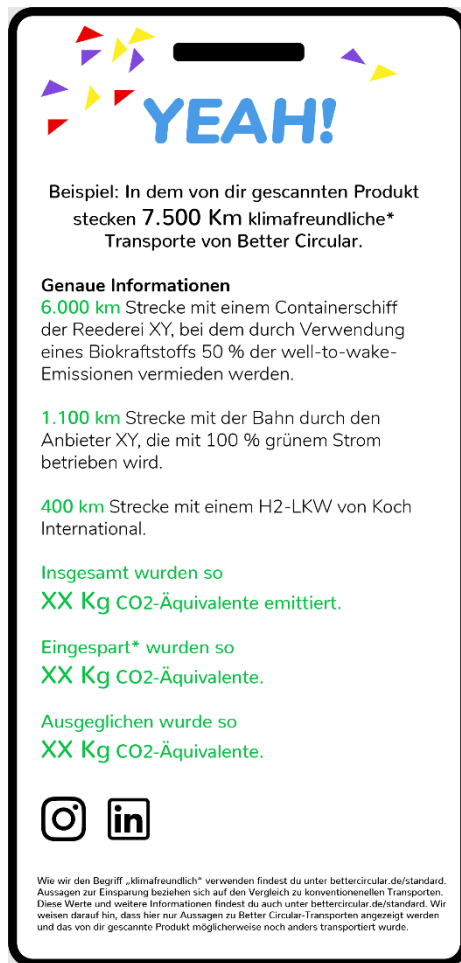 YEAH!
Beispiel: In dem von dir gescannten Produkt
stecken 7.500 Km klimafreundliche*
Transporte von Better Circular.
Genaue Informationen
6.000 km Strecke mit einem Containerschiff
der Reederei XY, bei dem durch Verwendung
eines Biokraftstoffs 50 % der well-to-wake-
Emissionen vermieden werden.
1.100 km Strecke mit der Bahn durch den
Anbieter XY, die mit 100 % grünem Strom
betrieben wird.
400 km Strecke mit einem H2-LKW von Koch
International.
Insgesamt wurden so
XX Kg CO2-Äquivalente emittiert.
Eingespart* wurden so
XX Kg CO2-Äquivalente.
Ausgeglichen wurde so
XX Kg CO2-Äquivalente.
in
Wie wir den Begriff „klimafreundlich“ verwenden findest du unter bettercircular.de/standard.
Aussagen zur Einsparung beziehen sich auf den Vergleich zu konventionenellen Transporten.
Diese Werte und weitere Informationen findest du auch unter bettercircular.de/standard. Wir
weisen darauf hin, dass hier nur Aussagen zu Better Circular-Transporten angezeigt werden
und das von dir gescannte Produkt möglicherweise noch anders transportiert wurde.